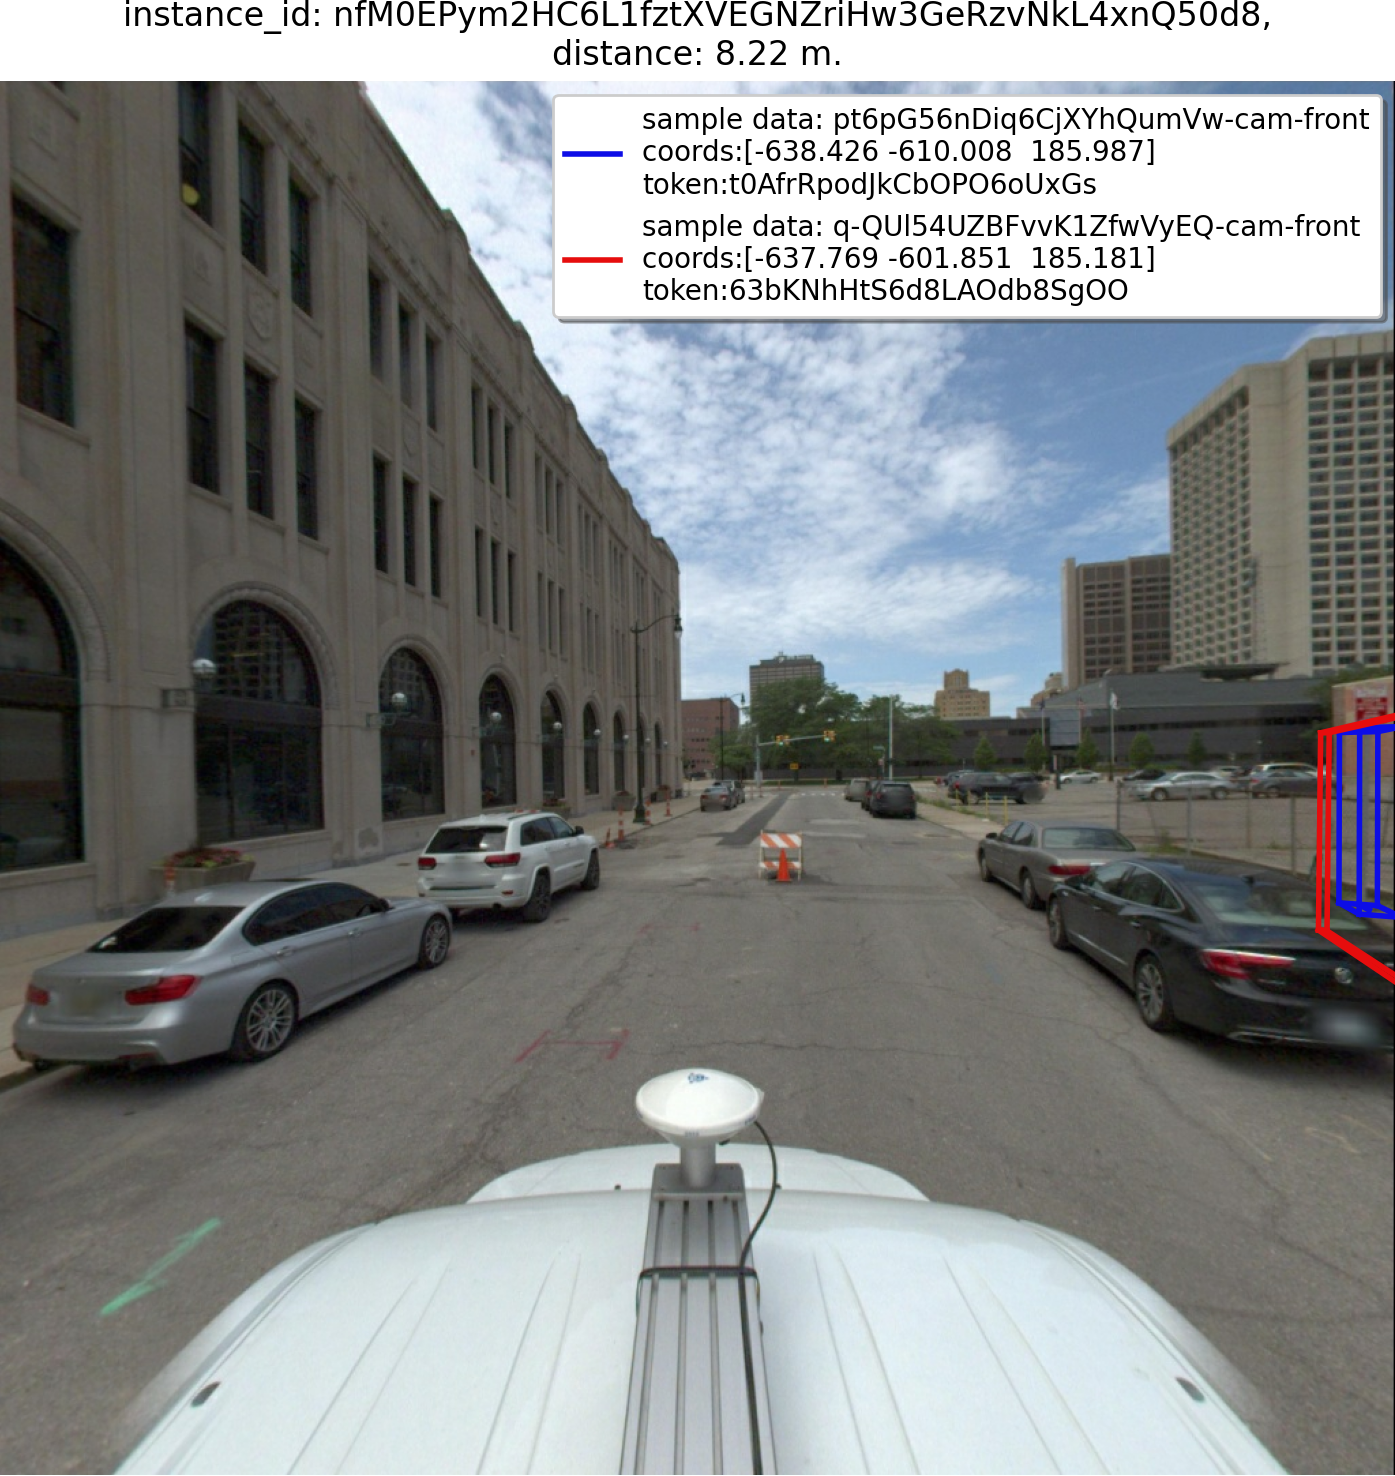 instance_id: nfM0EPym2HC6L1fztXVEGNZriHw3GeRzvNkL4xnQ50d8,
distance: 8.22 m.
sample data: pt6pG56nDiq6CjXYhQumVw-cam-front
coords:[-638.426 -610.008  185.987]
token:t0AfrRpodJkCbOPO6oUxGs
sample data: q-QUl54UZBFvvK1ZfwVyEQ-cam-front
coords:[-637.769 -601.851  185.181]
token:63bKNhHtS6d8LAOdb8SgOO